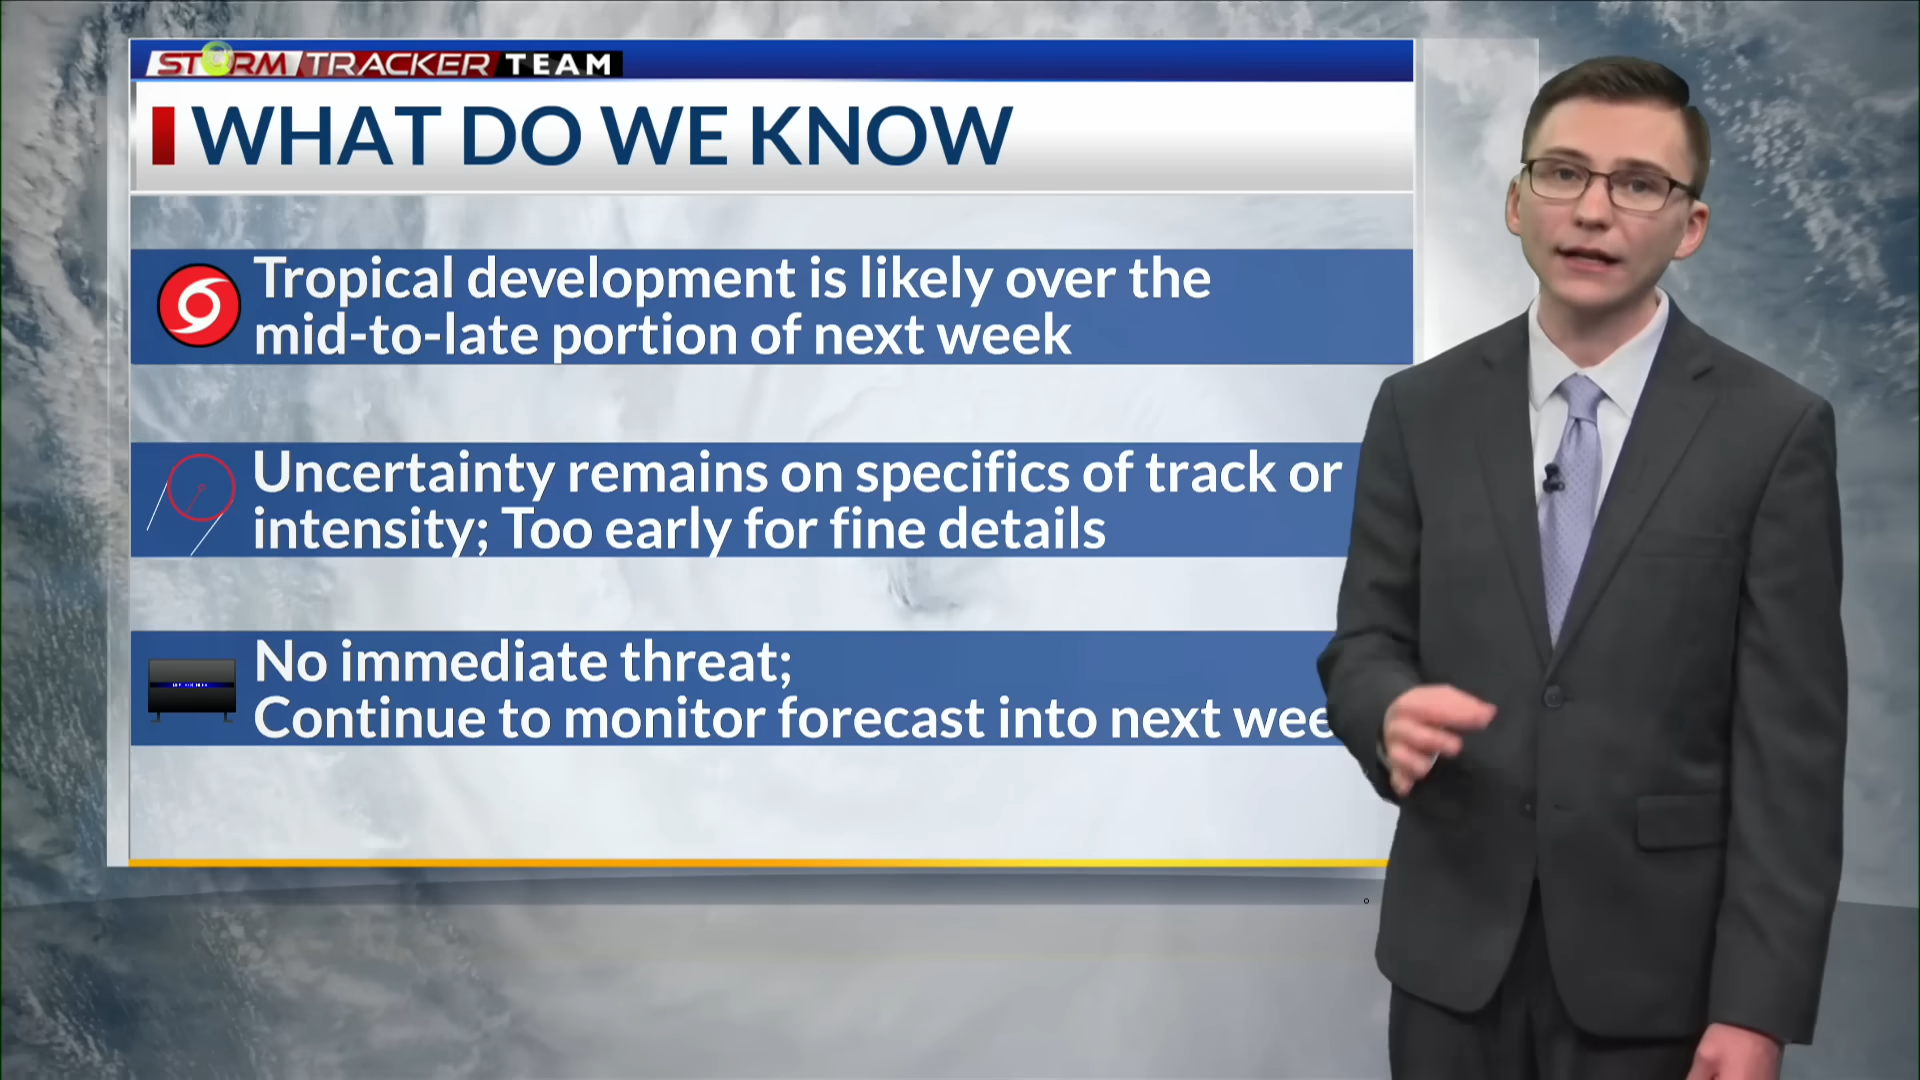 STORM TRACKER TEAM
WHAT DO WE KNOW
Tropical development is likely over the
mid-to-late portion of next week
Uncertainty remains on specifics of track or
intensity; Too early for fine details
No immediate threat;
Continue to monitor forecast into next wee